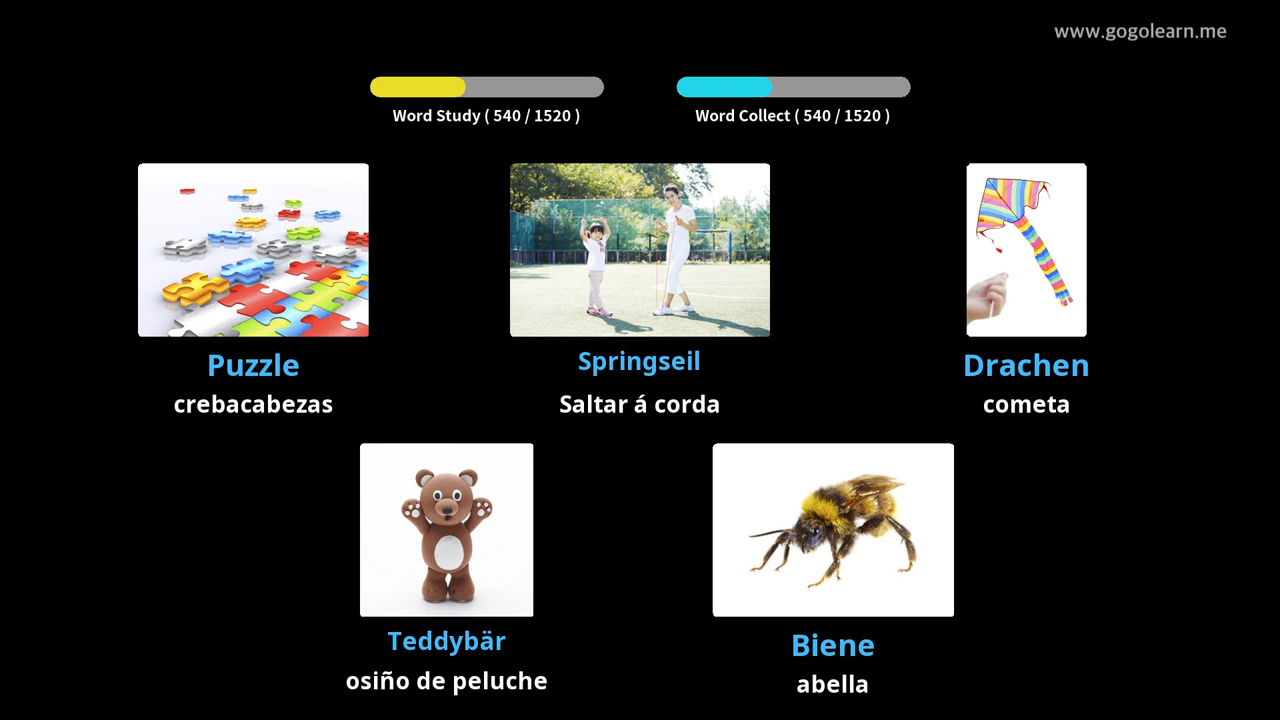 www.gogolearn.me
Word Study ( 540 / 1520 )
Word Collect ( 540 / 1520 )
Puzzle
crebacabezas
Springseil
Saltar á corda
Drachen
cometa
Teddybär
osiño de peluche
Biene
abella